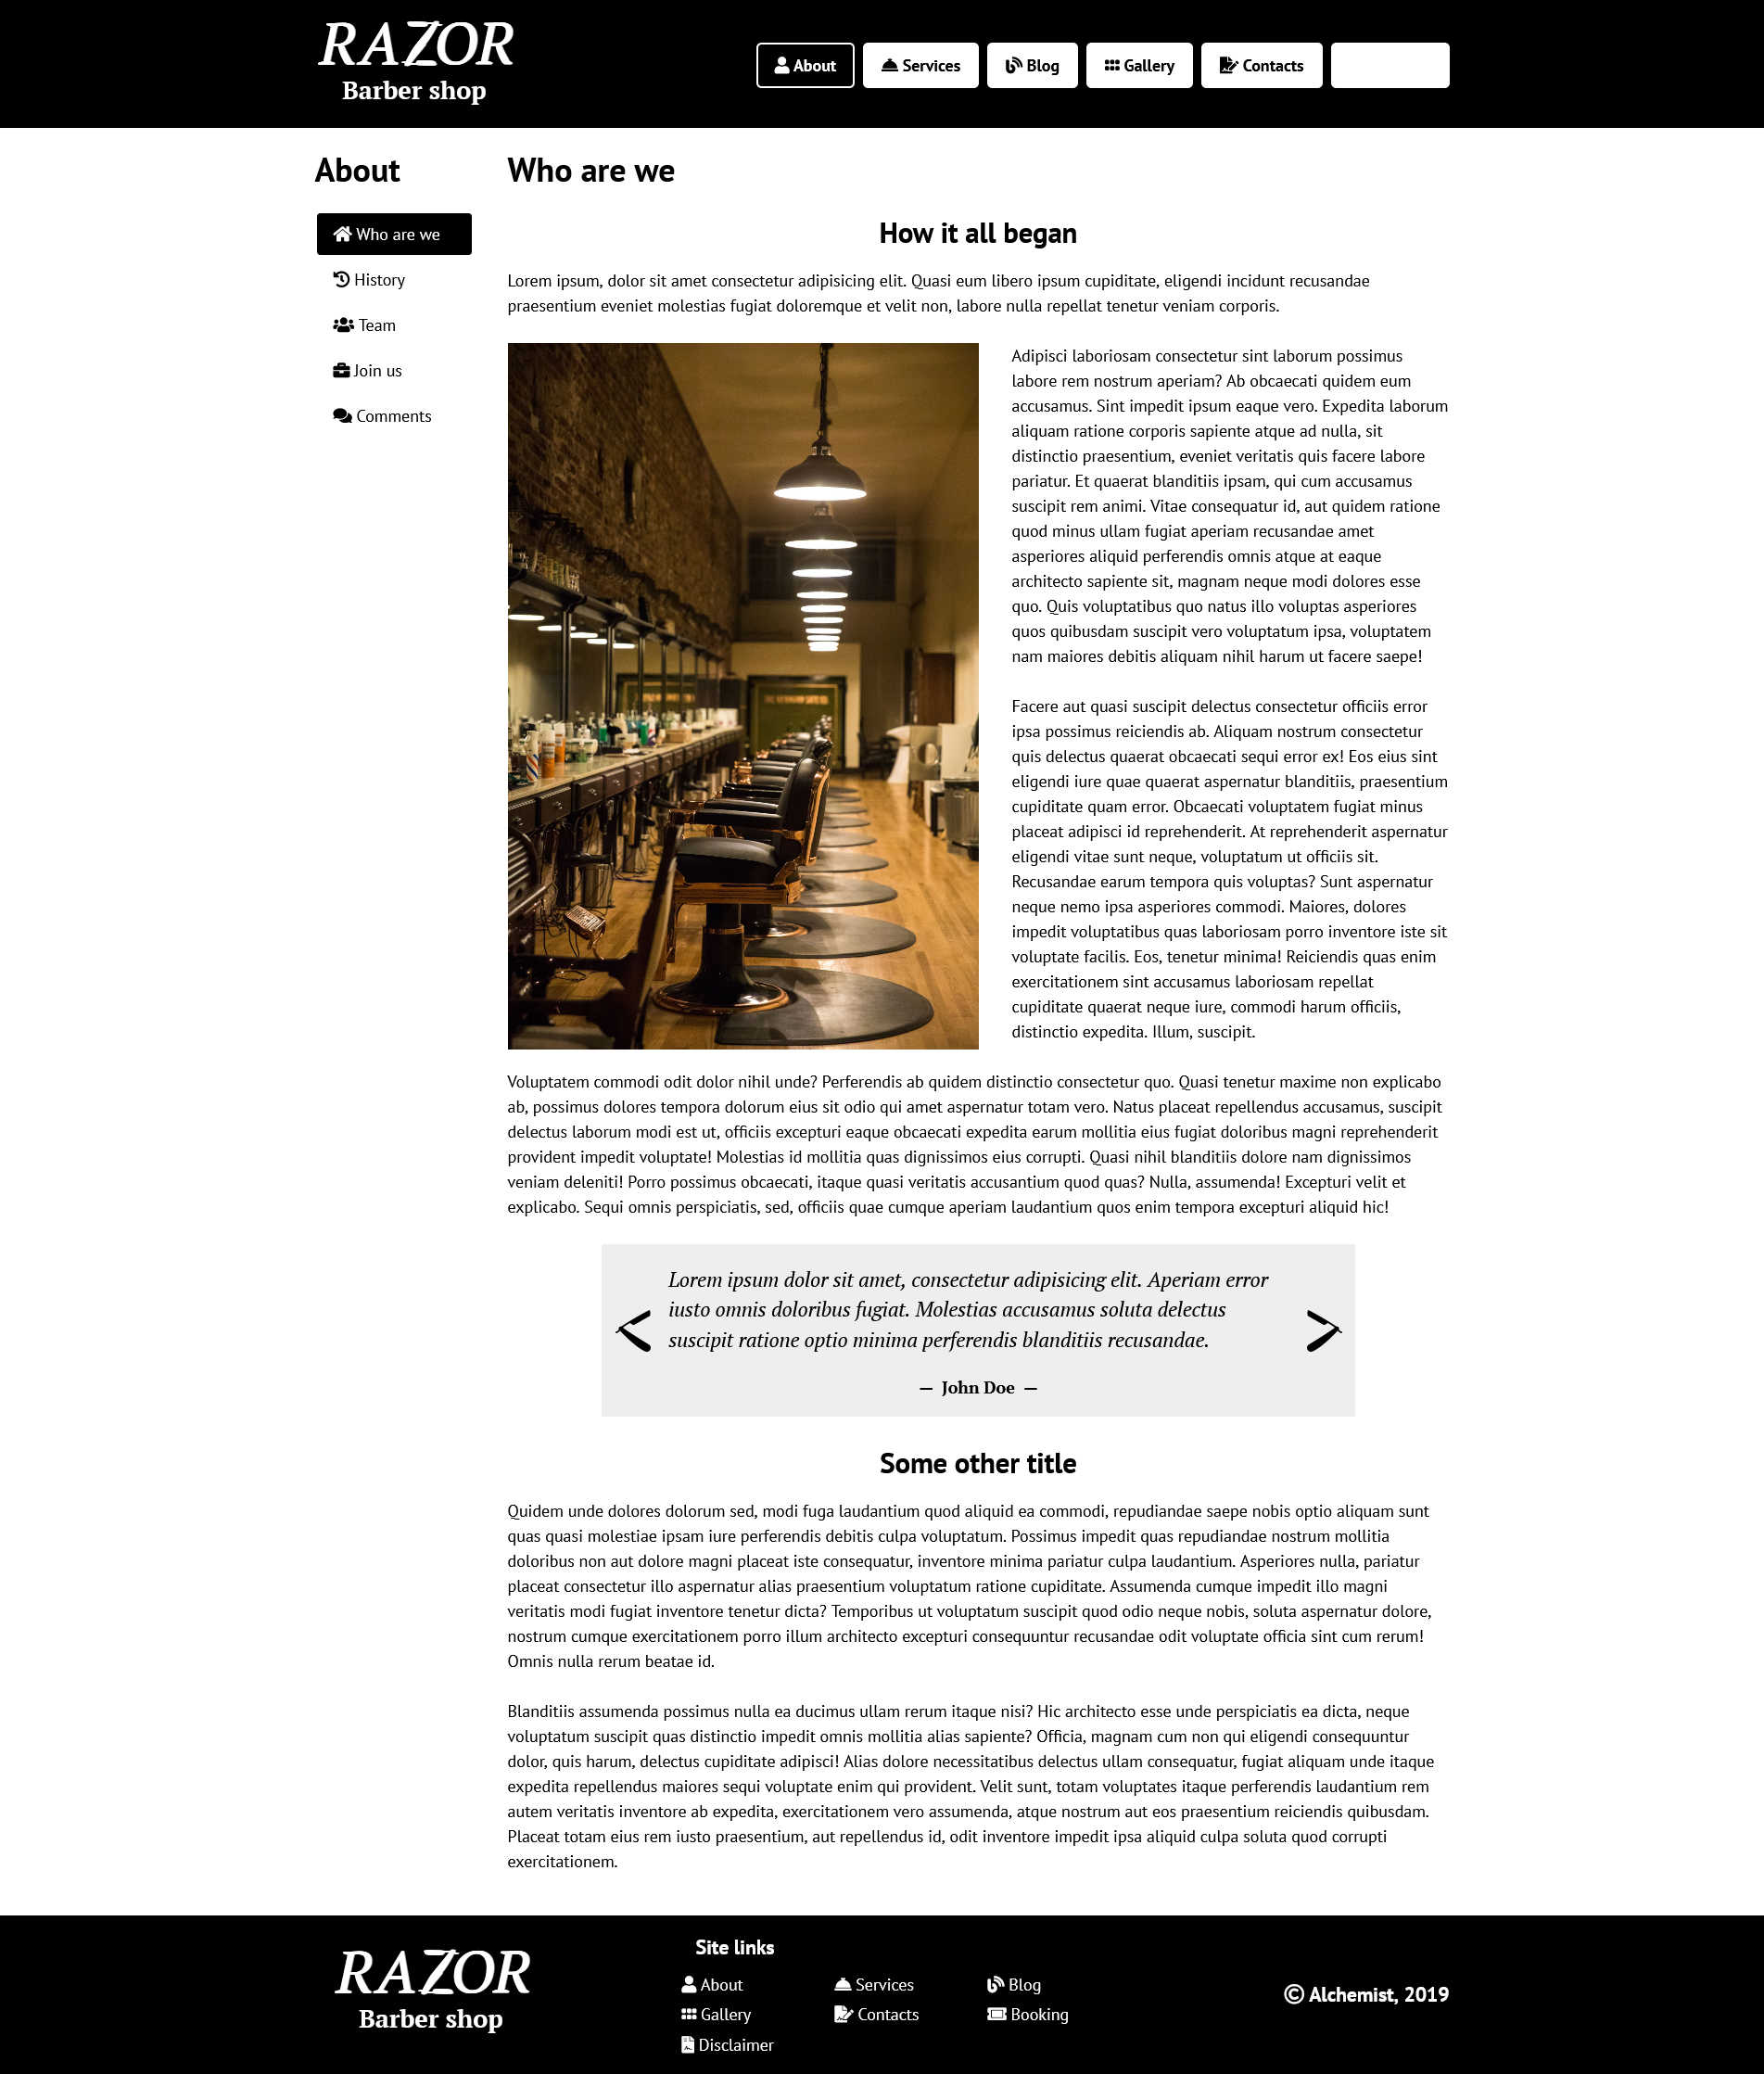 RAZOR
Barber shop
About
Services
Blog
Gallery
Contacts
About
Who are we
History
Team
Join us
Comments
Who are we
How it all began
Lorem ipsum, dolor sit amet consectetur adipisicing elit. Quasi eum libero ipsum cupiditate, eligendi incidunt recusandae
praesentium eveniet molestias fugiat doloremque et velit non, labore nulla repellat tenetur veniam corporis.
Adipisci laboriosam consectetur sint laborum possimus
labore rem nostrum aperiam? Ab obcaecati quidem eum
accusamus. Sint impedit ipsum eaque vero. Expedita laborum
aliquam ratione corporis sapiente atque ad nulla, sit
distinctio praesentium, eveniet veritatis quis facere labore
pariatur. Et quaerat blanditiis ipsam, qui cum accusamus
suscipit rem animi. Vitae consequatur id, aut quidem ratione
quod minus ullam fugiat aperiam recusandae amet
asperiores aliquid perferendis omnis atque at eaque
architecto sapiente sit, magnam neque modi dolores esse
quo. Quis voluptatibus quo natus illo voluptas asperiores
quos quibusdam suscipit vero voluptatum ipsa, voluptatem
nam maiores debitis aliquam nihil harum ut facere saepe!
Facere aut quasi suscipit delectus consectetur officiis error
ipsa possimus reiciendis ab. Aliquam nostrum consectetur
quis delectus quaerat obcaecati sequi error ex! Eos eius sint
eligendi iure quae quaerat aspernatur blanditiis, praesentium
cupiditate quam error. Obcaecati voluptatem fugiat minus
placeat adipisci id reprehenderit. At reprehenderit aspernatur
eligendi vitae sunt neque, voluptatum ut officiis sit.
Recusandae earum tempora quis voluptas? Sunt aspernatur
neque nemo ipsa asperiores commodi. Maiores, dolores
impedit voluptatibus quas laboriosam porro inventore iste sit
voluptate facilis. Eos, tenetur minima! Reiciendis quas enim
exercitationem sint accusamus laboriosam repellat
cupiditate quaerat neque iure, commodi harum officiis,
distinctio expedita. Illum, suscipit.
Voluptatem commodi odit dolor nihil unde? Perferendis ab quidem distinctio consectetur quo. Quasi tenetur maxime non explicabo
ab, possimus dolores tempora dolorum eius sit odio qui amet aspernatur totam vero. Natus placeat repellendus accusamus, suscipit
delectus laborum modi est ut, officiis excepturi eaque obcaecati expedita earum mollitia eius fugiat doloribus magni reprehenderit
provident impedit voluptate! Molestias id mollitia quas dignissimos eius corrupti. Quasi nihil blanditiis dolore nam dignissimos
veniam deleniti! Porro possimus obcaecati, itaque quasi veritatis accusantium quod quas? Nulla, assumenda! Excepturi velit et
explicabo. Sequi omnis perspiciatis, sed, officiis quae cumque aperiam laudantium quos enim tempora excepturi aliquid hic!
Lorem ipsum dolor sit amet, consectetur adipisicing elit. Aperiam error
iusto omnis doloribus fugiat. Molestias accusamus soluta delectus
suscipit ratione optio minima perferendis blanditiis recusandae.
— John Doe —
Some other title
Quidem unde dolores dolorum sed, modi fuga laudantium quod aliquid ea commodi, repudiandae saepe nobis optio aliquam sunt
quas quasi molestiae ipsam iure perferendis debitis culpa voluptatum. Possimus impedit quas repudiandae nostrum mollitia
doloribus non aut dolore magni placeat iste consequatur, inventore minima pariatur culpa laudantium. Asperiores nulla, pariatur
placeat consectetur illo aspernatur alias praesentium voluptatum ratione cupiditate. Assumenda cumque impedit illo magni
veritatis modi fugiat inventore tenetur dicta? Temporibus ut voluptatum suscipit quod odio neque nobis, soluta aspernatur dolore,
nostrum cumque exercitationem porro illum architecto excepturi consequuntur recusandae odit voluptate officia sint cum rerum!
Omnis nulla rerum beatae id.
Blanditiis assumenda possimus nulla ea ducimus ullam rerum itaque nisi? Hic architecto esse unde perspiciatis ea dicta, neque
voluptatum suscipit quas distinctio impedit omnis mollitia alias sapiente? Officia, magnam cum non qui eligendi consequuntur
dolor, quis harum, delectus cupiditate adipisci! Alias dolore necessitatibus delectus ullam consequatur, fugiat aliquam unde itaque
expedita repellendus maiores sequi voluptate enim qui provident. Velit sunt, totam voluptates itaque perferendis laudantium rem
autem veritatis inventore ab expedita, exercitationem vero assumenda, atque nostrum aut eos praesentium reiciendis quibusdam.
Placeat totam eius rem iusto praesentium, aut repellendus id, odit inventore impedit ipsa aliquid culpa soluta quod corrupti
exercitationem.
RAZOR
Barber shop
Site links
About
Services
Blog
Gallery
Contacts
Booking
Disclaimer
© Alchemist, 2019